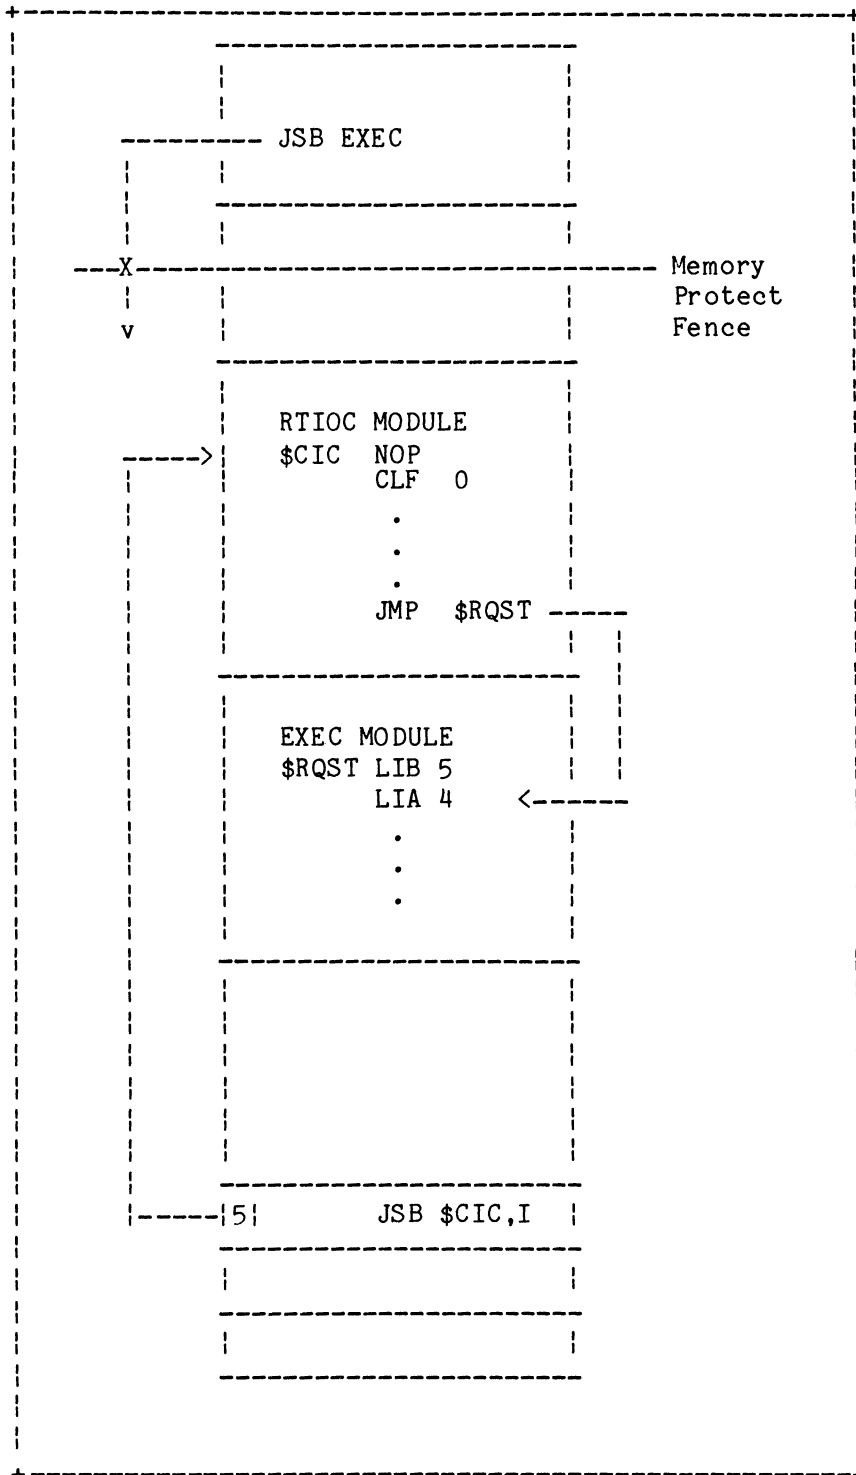 JSB EXEC
X Memory
Protect
v Fence
RTIOC MODULE
$CIC NOP
CLF 0
.
.
.
JMP $RQST
EXEC MODULE
$RQST LIB 5
LIA 4
.
.
.
5 JSB $CIC,I